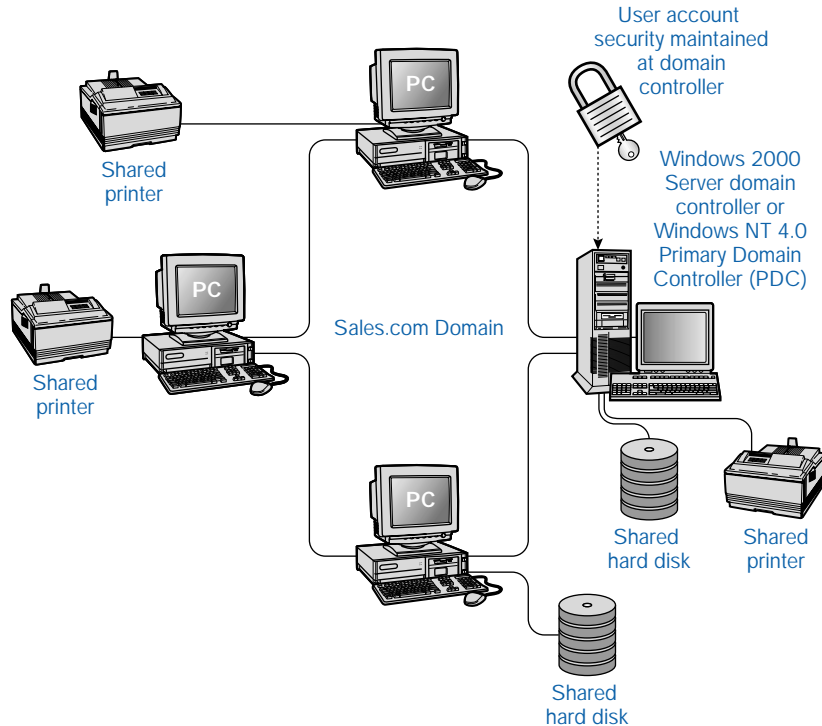 User account
security maintained
at domain
controller
PC
Shared
printer
Windows 2000
Server domain
controller or
Windows NT 4.0
Primary Domain
Controller (PDC)
PC
Sales.com Domain
Shared
printer
PC
Shared
hard disk
Shared
printer
Shared
hard disk